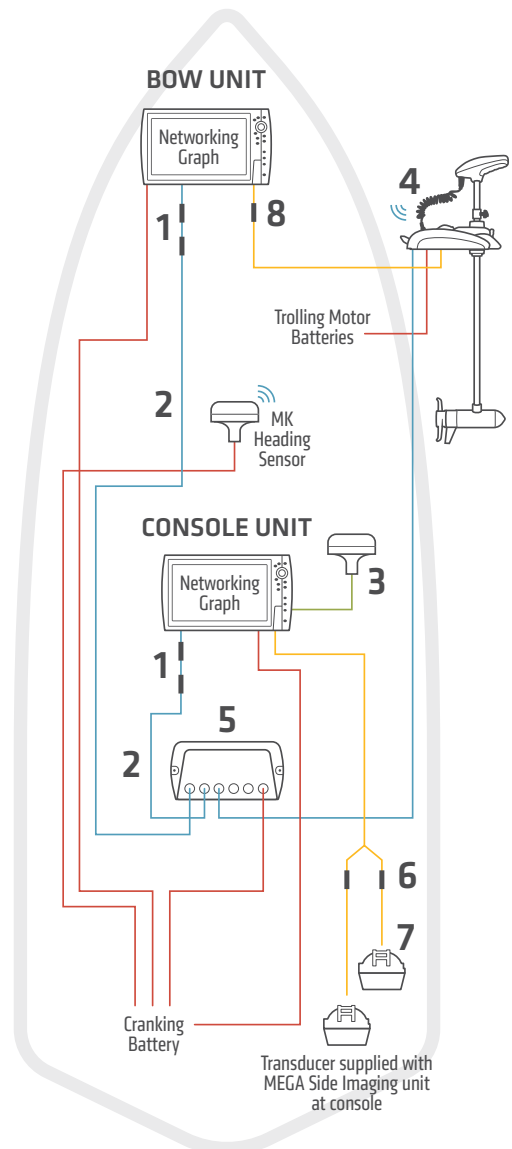 BOW UNIT
Networking
Graph
4
1
8
Trolling Motor
Batteries
2
MK
Heading
Sensor
CONSOLE UNIT
Networking
Graph
3
1
5
2
6
7
Cranking
Battery
Transducer supplied with
MEGA Side Imaging unit
at console